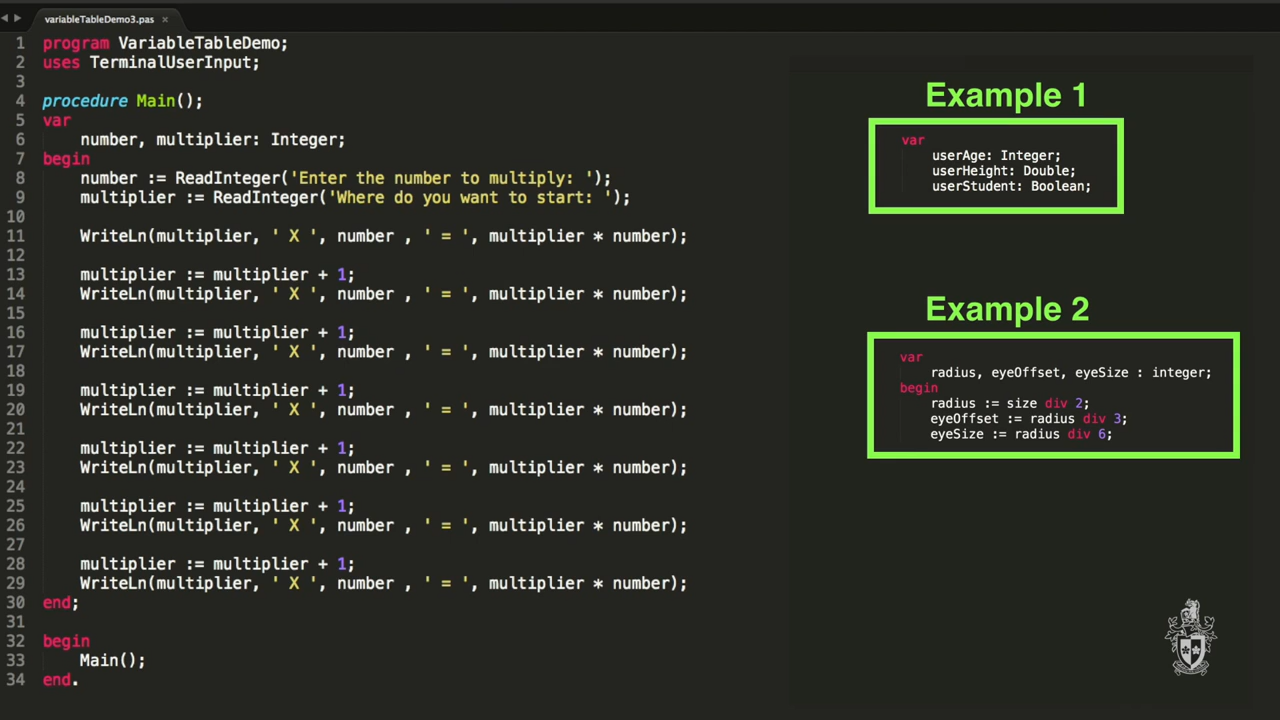 variableTableDemo3.pas ×
1 program VariableTableDemo;
2 uses TerminalUserInput;
3
4 procedure Main();
5 var
6 number, multiplier: Integer;
7 begin
8 number := ReadInteger('Enter the number to multiply: ');
9 multiplier := ReadInteger('Where do you want to start: ');
10
11 WriteLn(multiplier, ' X ', number , ' = ', multiplier * number);
12
13 multiplier := multiplier + 1;
14 WriteLn(multiplier, ' X ', number , ' = ', multiplier * number);
15
16 multiplier := multiplier + 1;
17 WriteLn(multiplier, ' X ', number , ' = ', multiplier * number);
18
19 multiplier := multiplier + 1;
20 WriteLn(multiplier, ' X ', number , ' = ', multiplier * number);
21
22 multiplier := multiplier + 1;
23 WriteLn(multiplier, ' X ', number , ' = ', multiplier * number);
24
25 multiplier := multiplier + 1;
26 WriteLn(multiplier, ' X ', number , ' = ', multiplier * number);
27
28 multiplier := multiplier + 1;
29 WriteLn(multiplier, ' X ', number , ' = ', multiplier * number);
30 end;
31
32 begin
33 Main();
34 end.
Example 1
var
userAge: Integer;
userHeight: Double;
userStudent: Boolean;
Example 2
var
radius, eyeOffset, eyeSize : integer;
begin
radius := size div 2;
eyeOffset := radius div 3;
eyeSize := radius div 6;